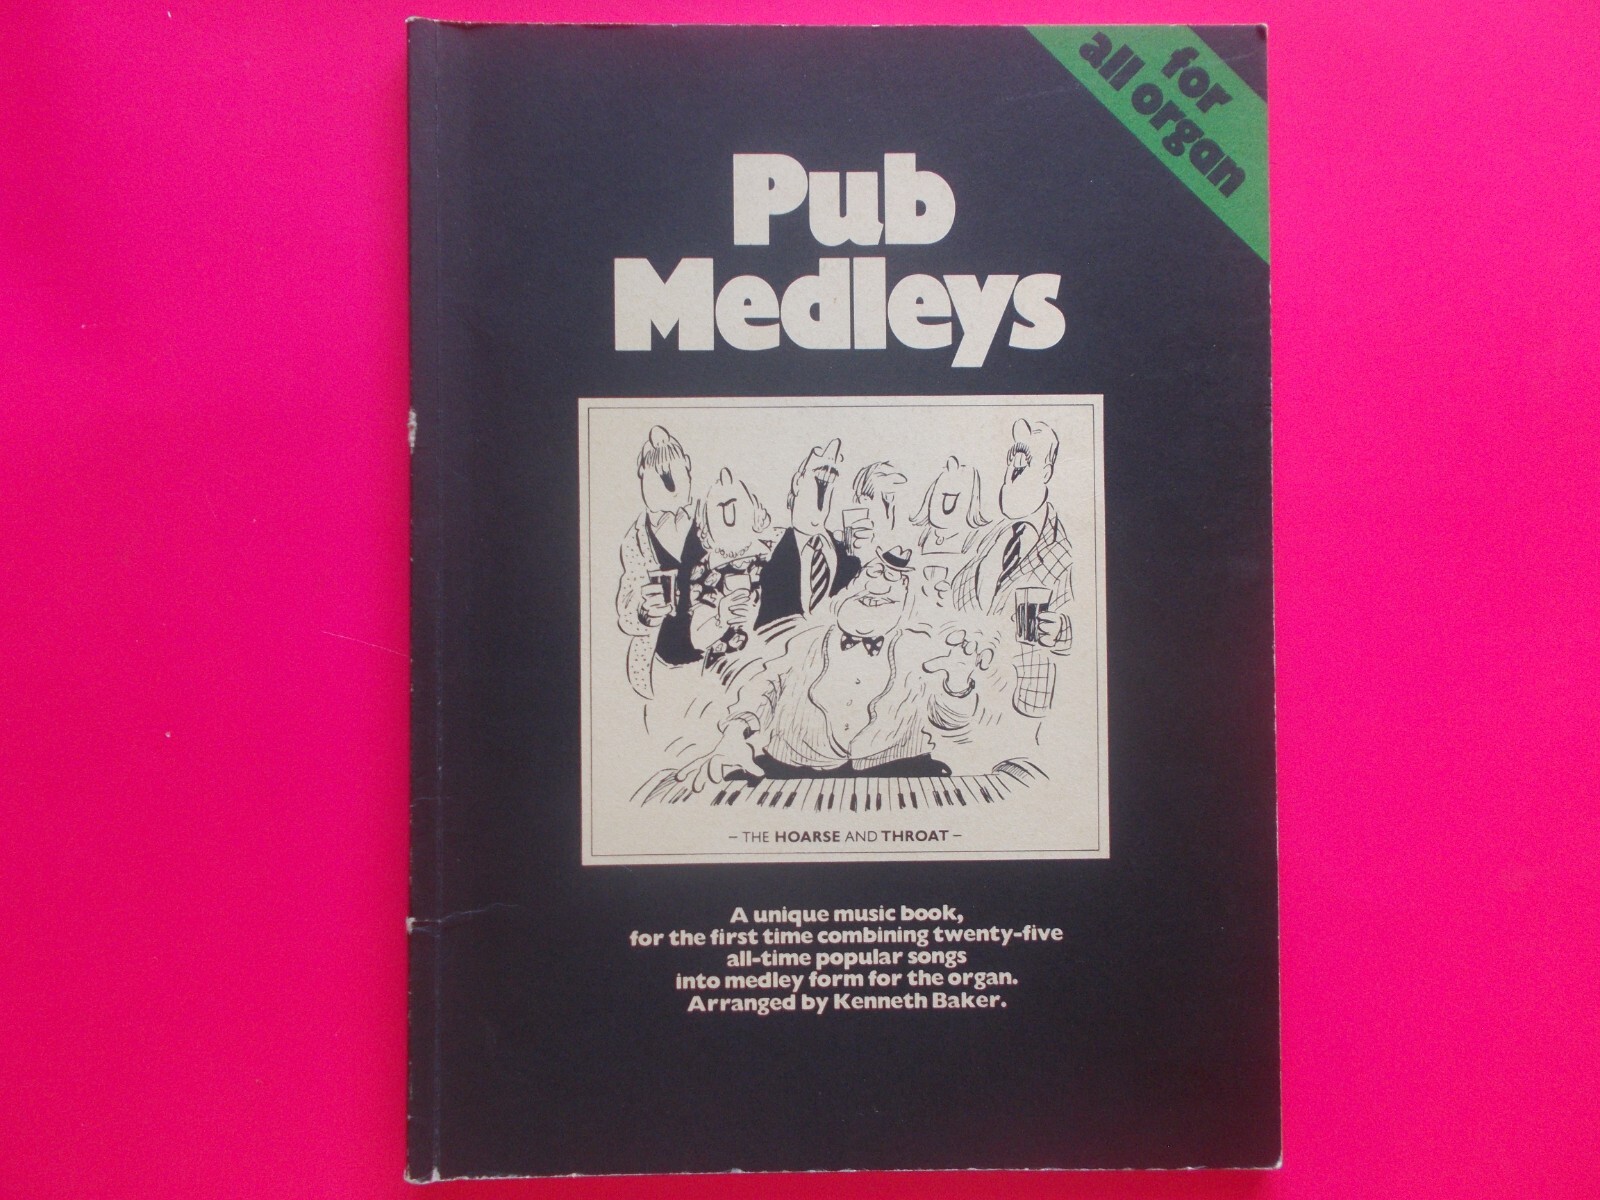 for
all organ
Pub
Medleys
– THE HOARSE AND THROAT –
A unique music book,
for the first time combining twenty-five
all-time popular songs
into medley form for the organ.
Arranged by Kenneth Baker.